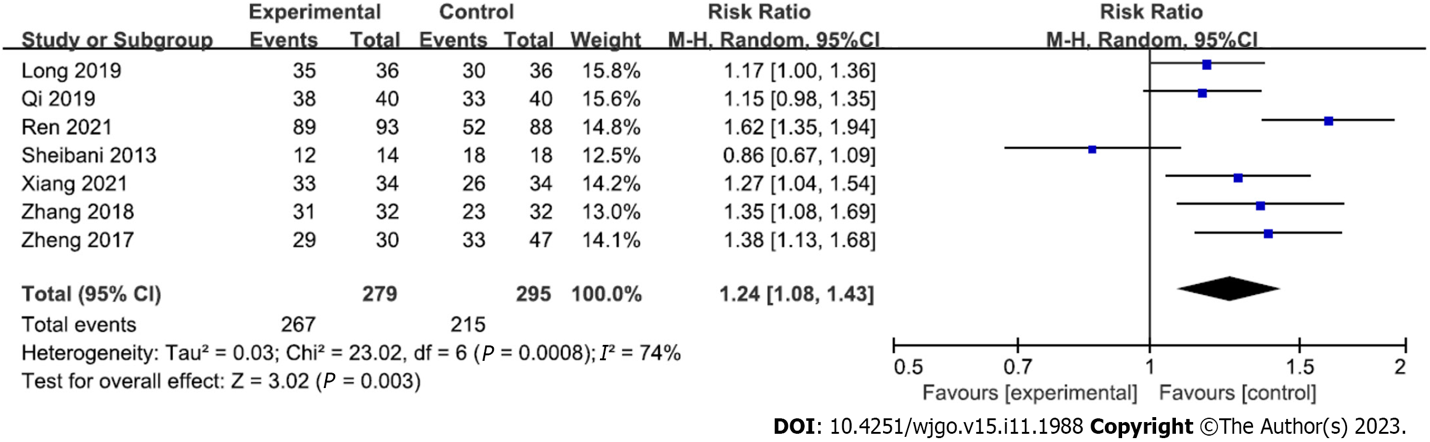 Experimental Control Risk Ratio Risk Ratio
Study or Subgroup Events Total Events Total Weight M-H, Random, 95%CI M-H, Random, 95%CI
Long 2019 35 36 30 36 15.8% 1.17 [1.00, 1.36]
Qi 2019 38 40 33 40 15.6% 1.15 [0.98, 1.35]
Ren 2021 89 93 52 88 14.8% 1.62 [1.35, 1.94]
Sheibani 2013 12 14 18 18 12.5% 0.86 [0.67, 1.09]
Xiang 2021 33 34 26 34 14.2% 1.27 [1.04, 1.54]
Zhang 2018 31 32 23 32 13.0% 1.35 [1.08, 1.69]
Zheng 2017 29 30 33 47 14.1% 1.38 [1.13, 1.68]
Total (95% CI) 279 295 100.0% 1.24 [1.08, 1.43]
Total events 267 215
Heterogeneity: Tau² = 0.03; Chi² = 23.02, df = 6 (P = 0.0008); I² = 74%
Test for overall effect: Z = 3.02 (P = 0.003)
0.5 0.7 1 1.5 2
Favours [experimental] Favours [control]
DOI: 10.4251/wjgo.v15.i11.1988 Copyright ©The Author(s) 2023.